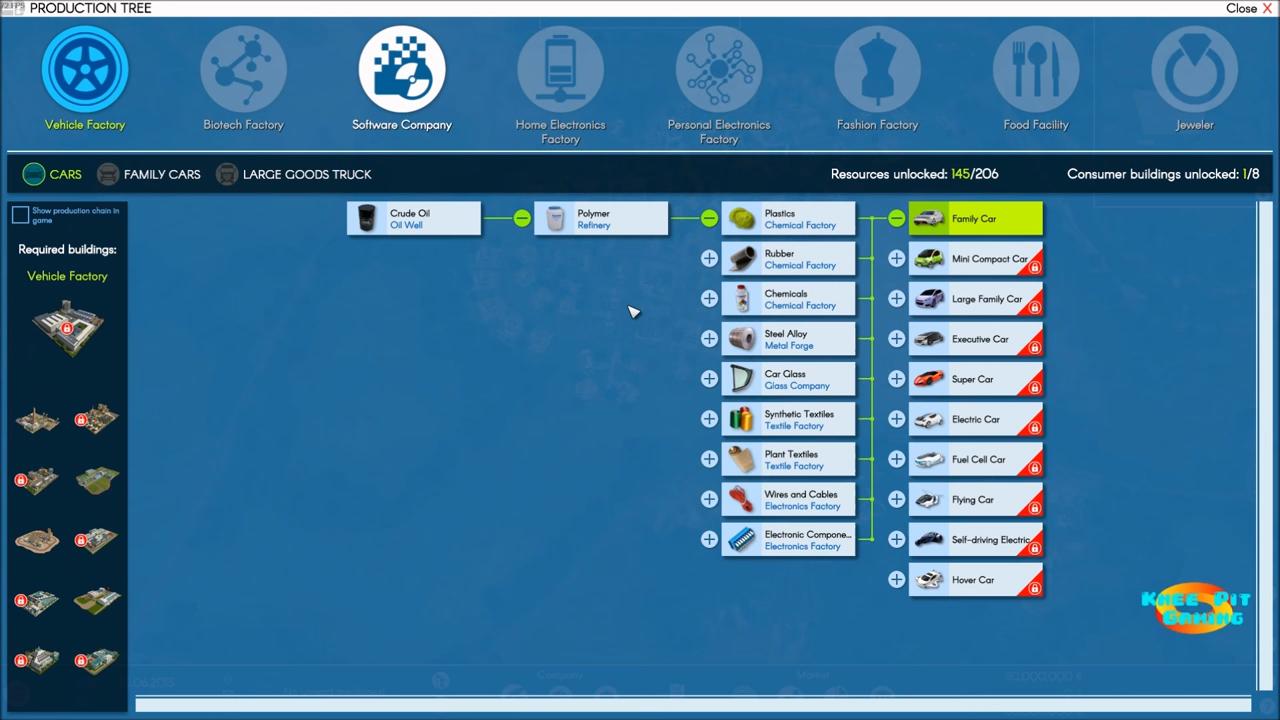 PRODUCTION TREE
Close X
Vehicle Factory
Biotech Factory
Software Company
Home Electronics
Factory
Personal Electronics
Factory
Fashion Factory
Food Facility
Jeweler
CARS
FAMILY CARS
LARGE GOODS TRUCK
Resources unlocked: 145/206
Consumer buildings unlocked: 1/8
Show production chain in
game
Required buildings:
Vehicle Factory
Crude Oil
Oil Well
Polymer
Refinery
Plastics
Chemical Factory
Rubber
Chemical Factory
Chemicals
Chemical Factory
Steel Alloy
Metal Forge
Car Glass
Glass Company
Synthetic Textiles
Textile Factory
Plant Textiles
Textile Factory
Wires and Cables
Electronics Factory
Electronic Compone...
Electronics Factory
Family Car
Mini Compact Car
Large Family Car
Executive Car
Super Car
Electric Car
Fuel Cell Car
Flying Car
Self-driving Electric
Hover Car
Knee Pit
Gaming
Company
Market